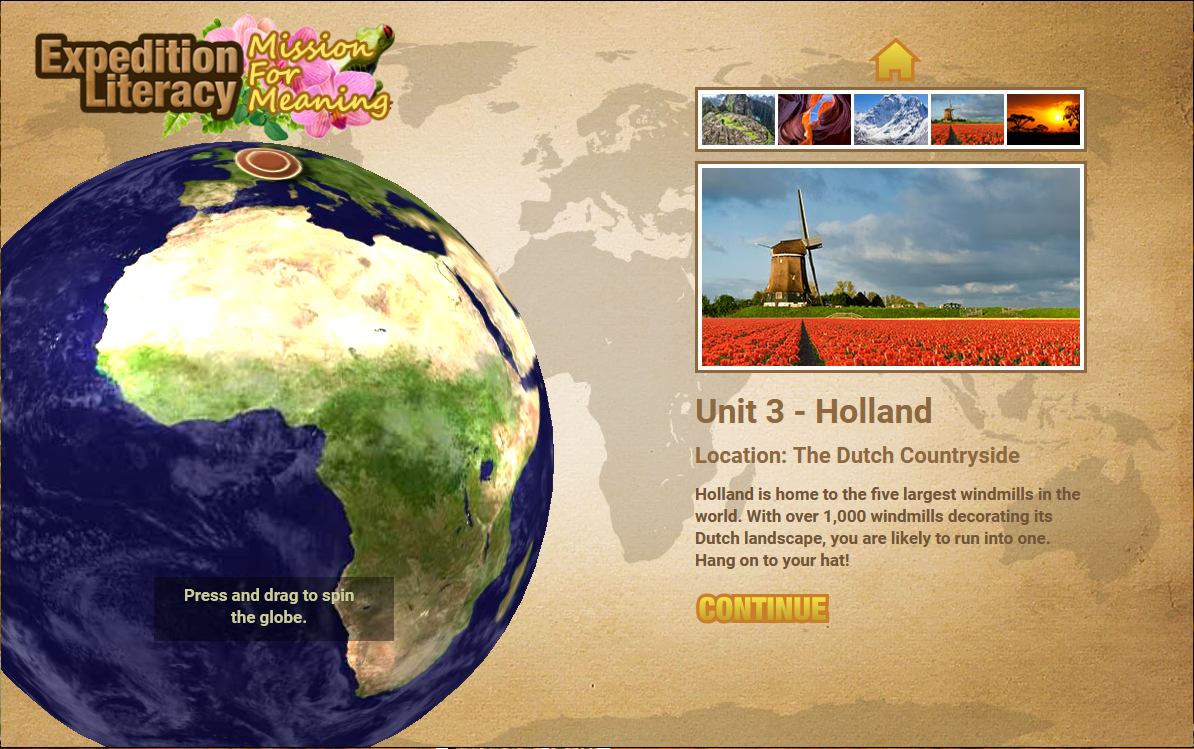 Expedition
Literacy
Mission
For
Meaning
Unit 3 - Holland
Location: The Dutch Countryside
Holland is home to the five largest windmills in the
world. With over 1,000 windmills decorating its
Dutch landscape, you are likely to run into one.
Hang on to your hat!
CONTINUE
Press and drag to spin
the globe.